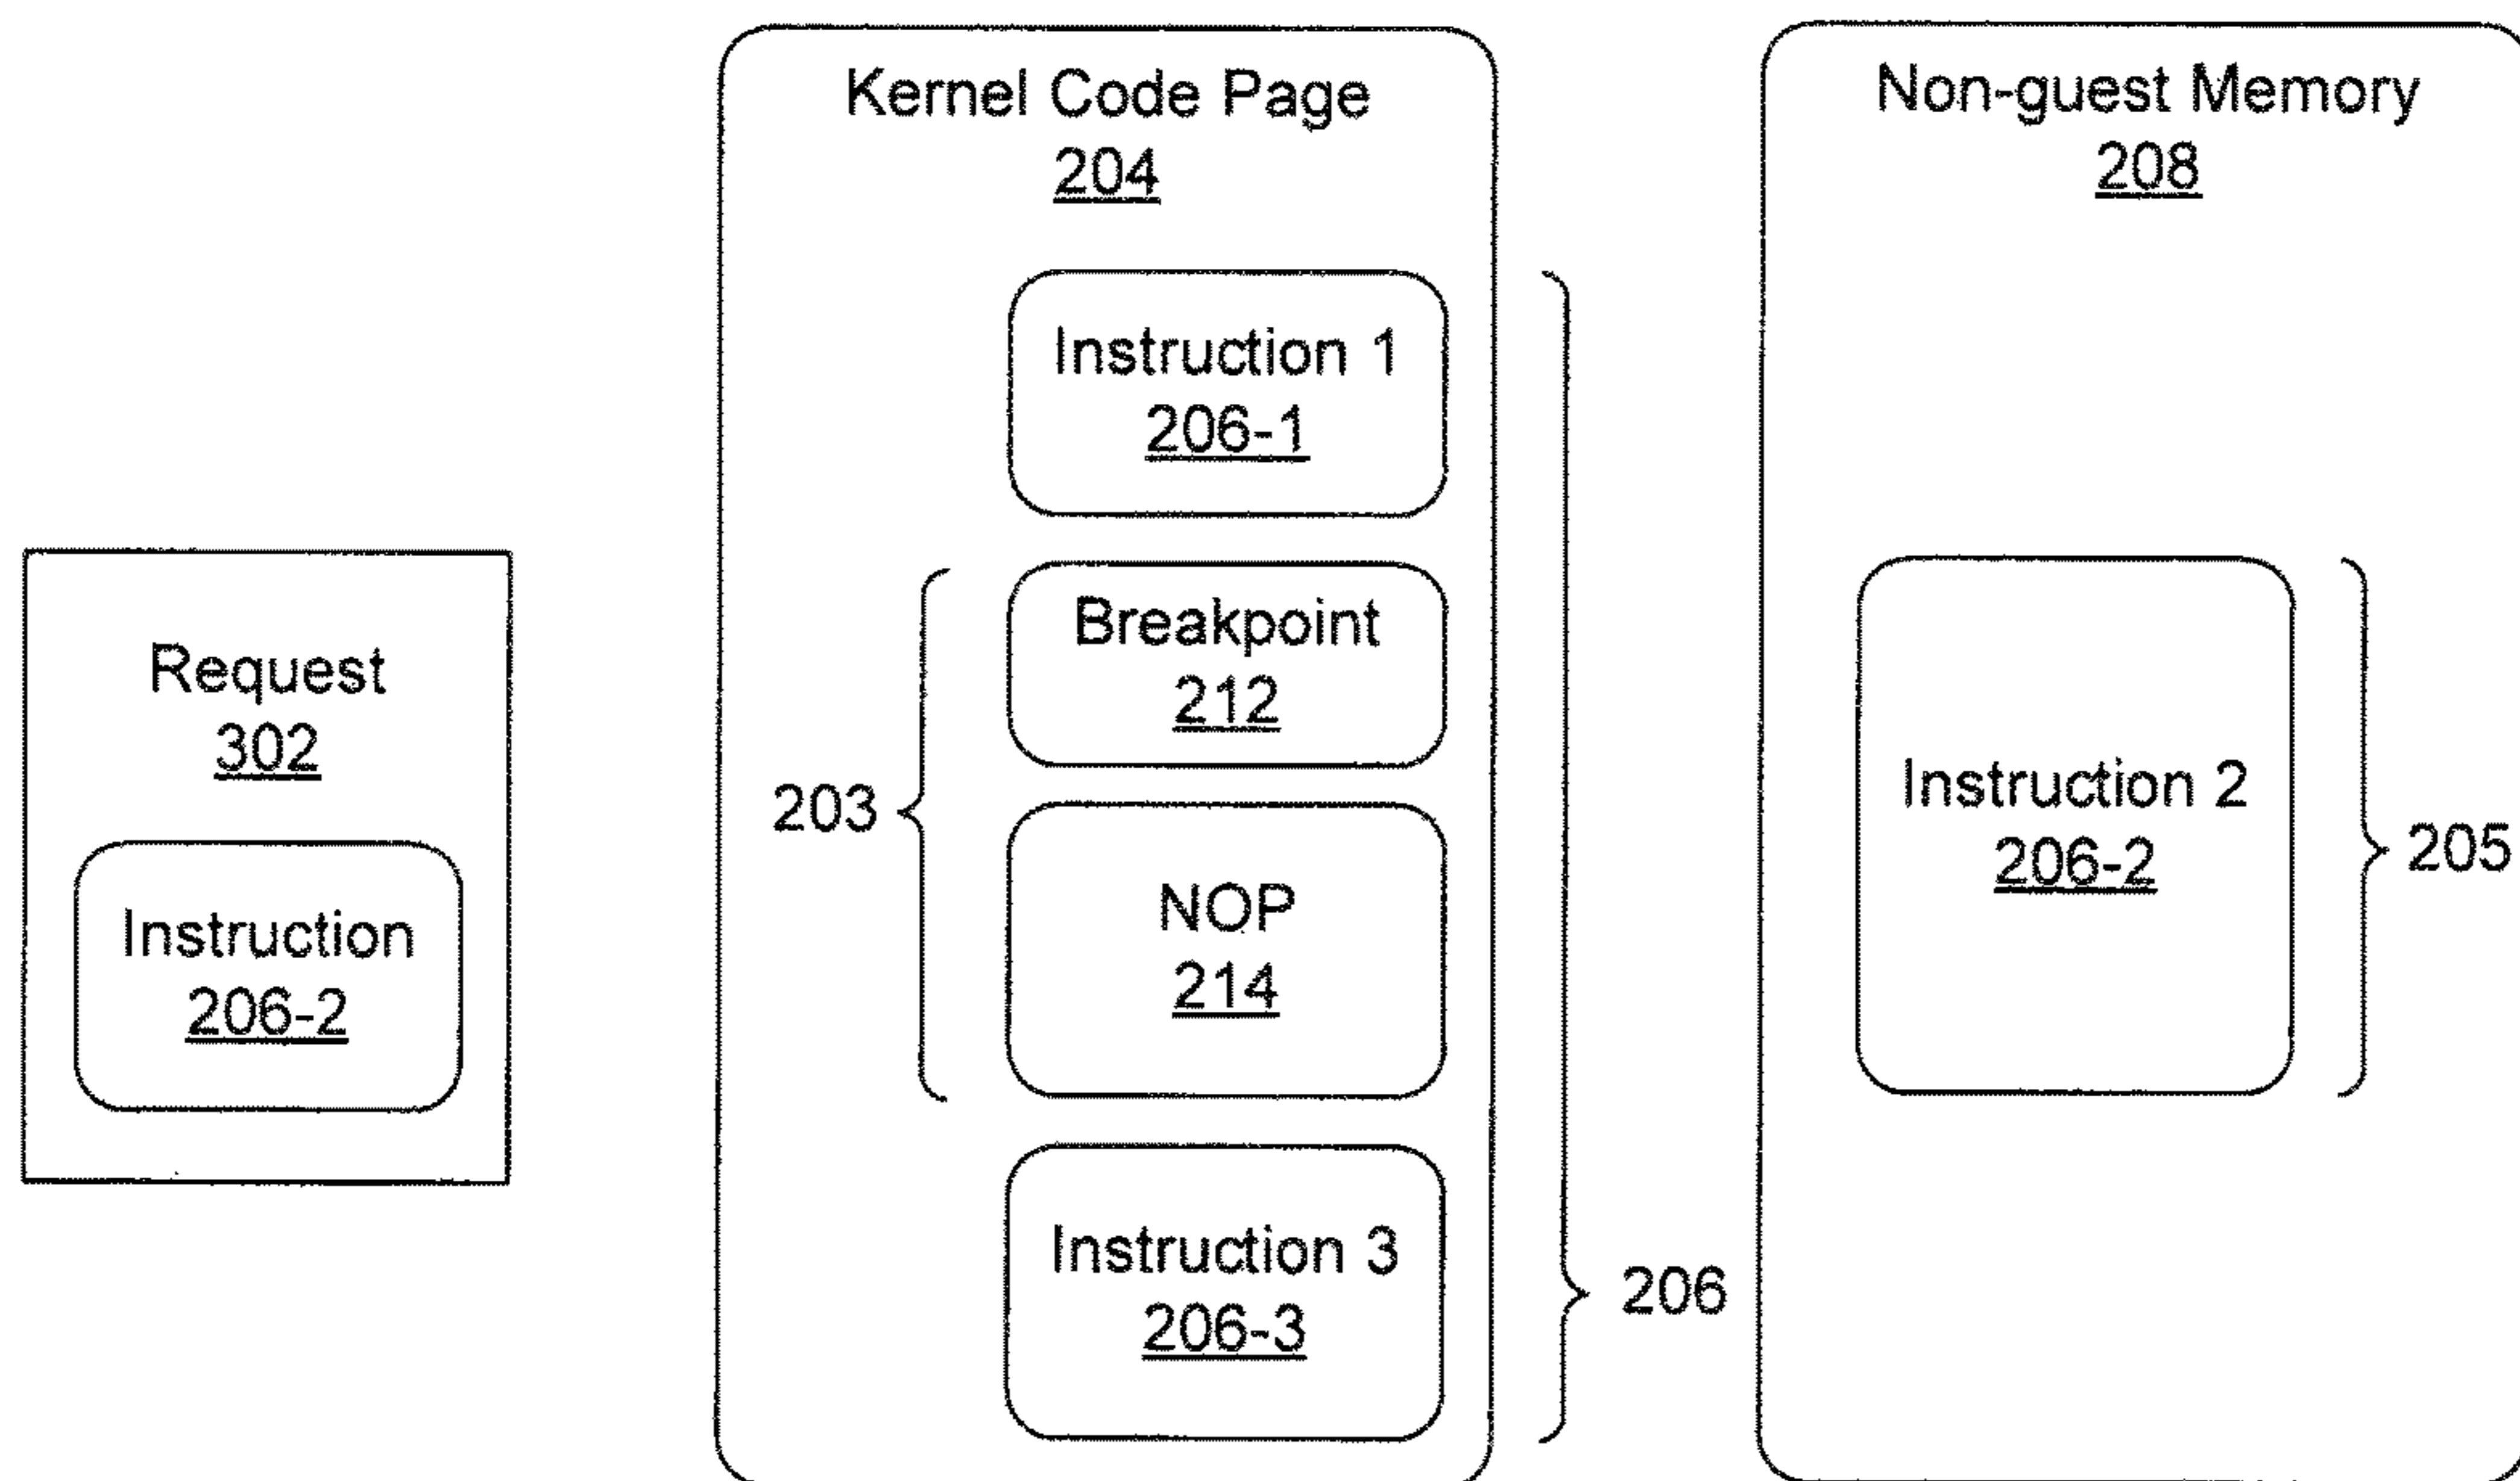 Request
302
Instruction
206-2
Kernel Code Page
204
Instruction 1
206-1
Breakpoint
212
203
NOP
214
Instruction 3
206-3
206
Non-guest Memory
208
Instruction 2
206-2
205